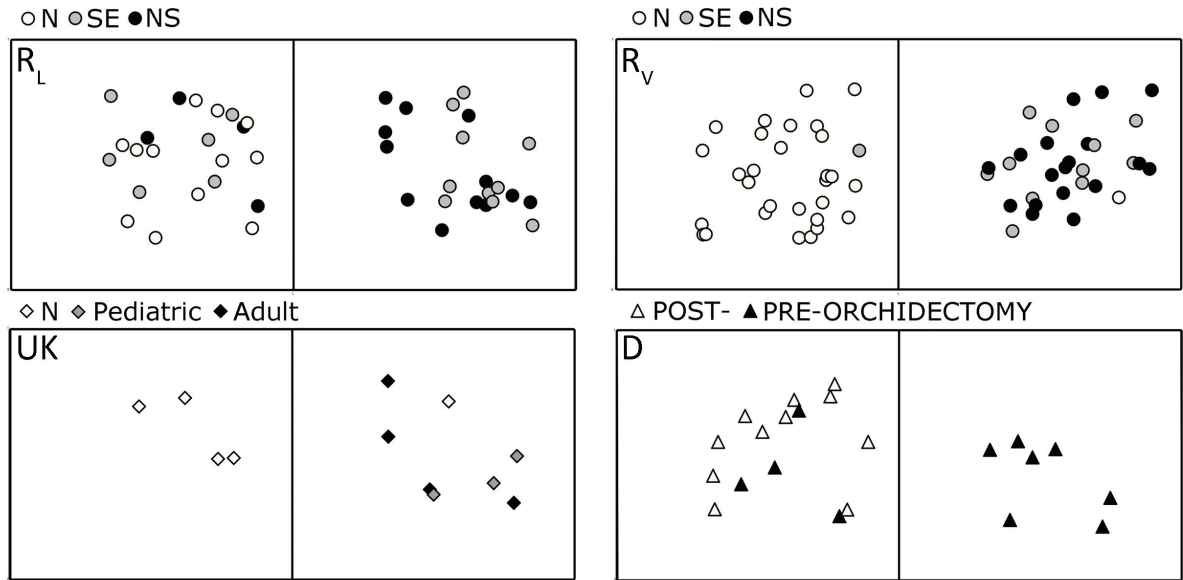 N SE NS
R L
N SE NS
R V
N Pediatric Adult
UK
POST- PRE-ORCHIDECTOMY
D